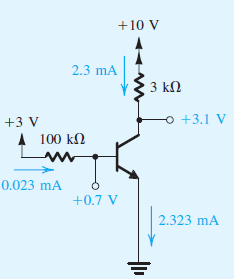 +10 V
2.3 mA
3 kΩ
+3.1 V
+3 V
100 kΩ
0.023 mA
+0.7 V
2.323 mA